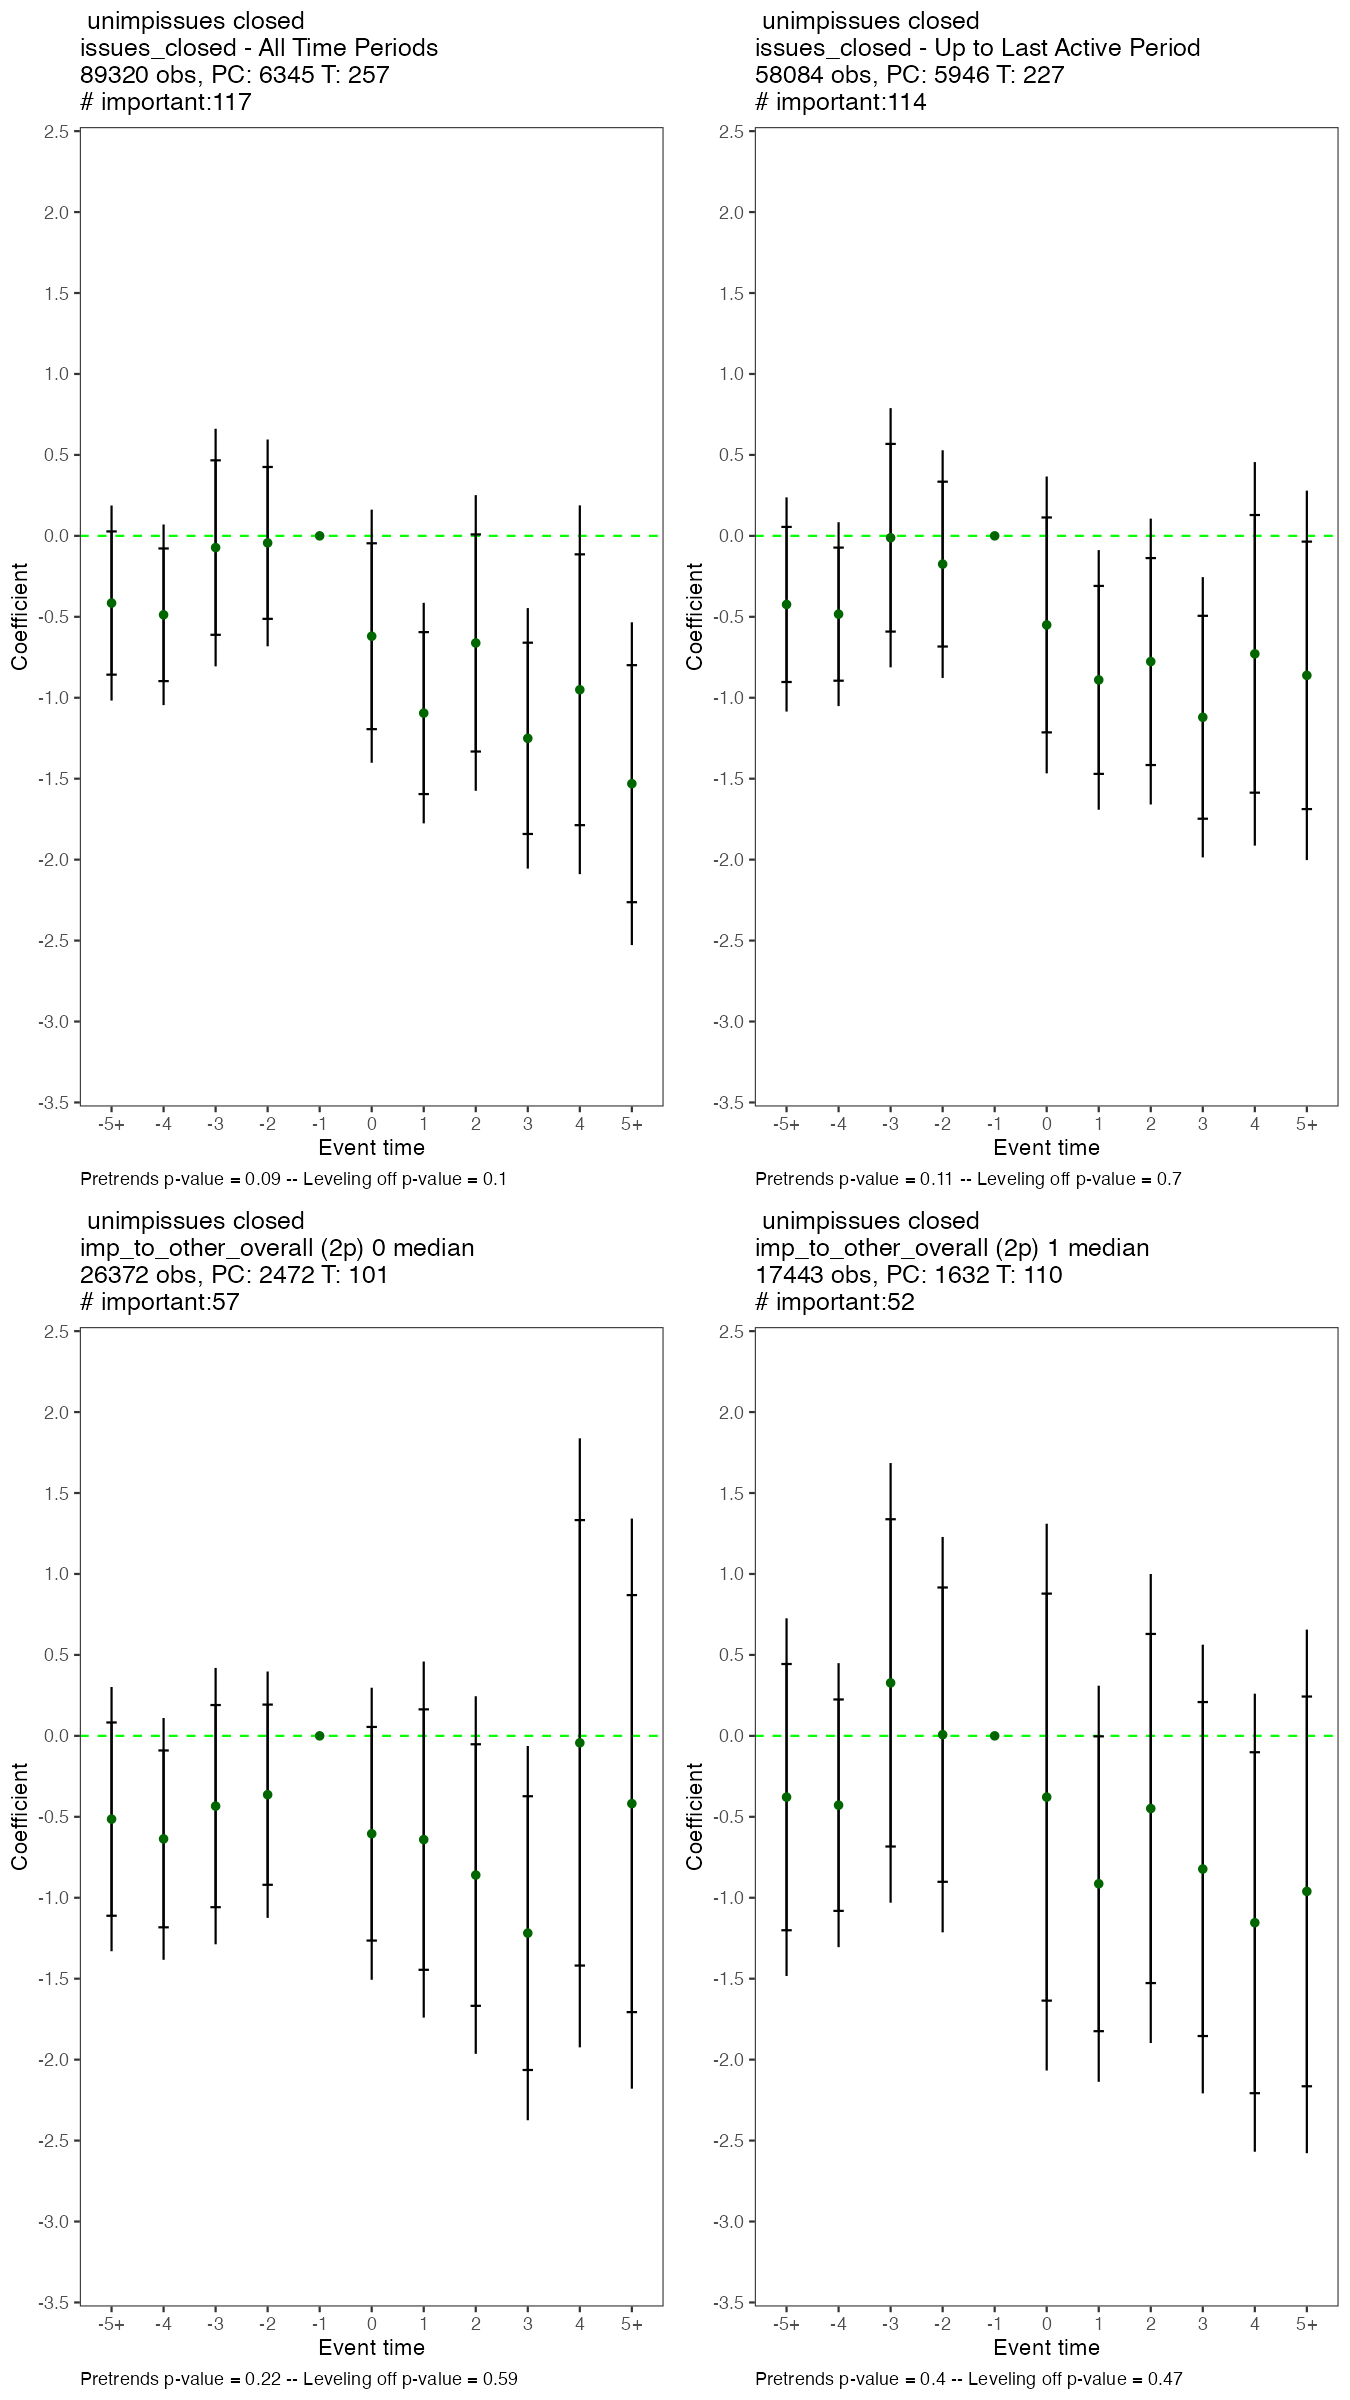 unimpissues closed
issues_closed - All Time Periods
89320 obs, PC: 6345 T: 257
# important:117
2.5
2.0
1.5
1.0
0.5
0.0
-0.5
-1.0
-1.5
-2.0
-2.5
-3.0
-3.5
Coefficient
-5+ -4 -3 -2 -1 0 1 2 3 4 5+
Event time
Pretrends p-value = 0.09 -- Leveling off p-value = 0.1
unimpissues closed
issues_closed - Up to Last Active Period
58084 obs, PC: 5946 T: 227
# important:114
2.5
2.0
1.5
1.0
0.5
0.0
-0.5
-1.0
-1.5
-2.0
-2.5
-3.0
-3.5
Coefficient
-5+ -4 -3 -2 -1 0 1 2 3 4 5+
Event time
Pretrends p-value = 0.11 -- Leveling off p-value = 0.7
unimpissues closed
imp_to_other_overall (2p) 0 median
26372 obs, PC: 2472 T: 101
# important:57
2.5
2.0
1.5
1.0
0.5
0.0
-0.5
-1.0
-1.5
-2.0
-2.5
-3.0
-3.5
Coefficient
-5+ -4 -3 -2 -1 0 1 2 3 4 5+
Event time
Pretrends p-value = 0.22 -- Leveling off p-value = 0.59
unimpissues closed
imp_to_other_overall (2p) 1 median
17443 obs, PC: 1632 T: 110
# important:52
2.5
2.0
1.5
1.0
0.5
0.0
-0.5
-1.0
-1.5
-2.0
-2.5
-3.0
-3.5
Coefficient
-5+ -4 -3 -2 -1 0 1 2 3 4 5+
Event time
Pretrends p-value = 0.4 -- Leveling off p-value = 0.47